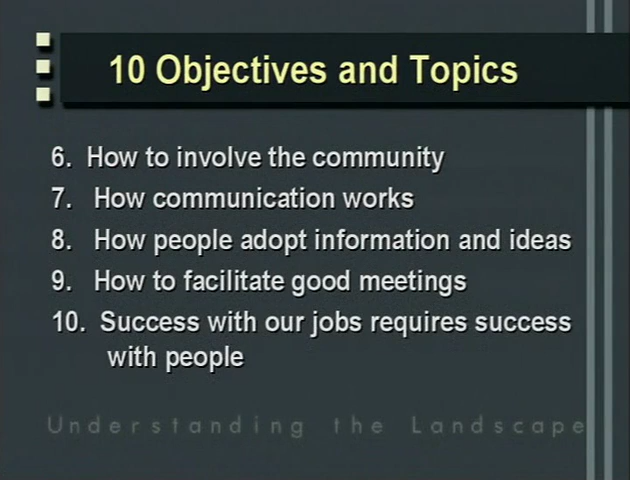 10 Objectives and Topics
6. How to involve the community
7. How communication works
8. How people adopt information and ideas
9. How to facilitate good meetings
10. Success with our jobs requires success
with people
Understanding the Landscape